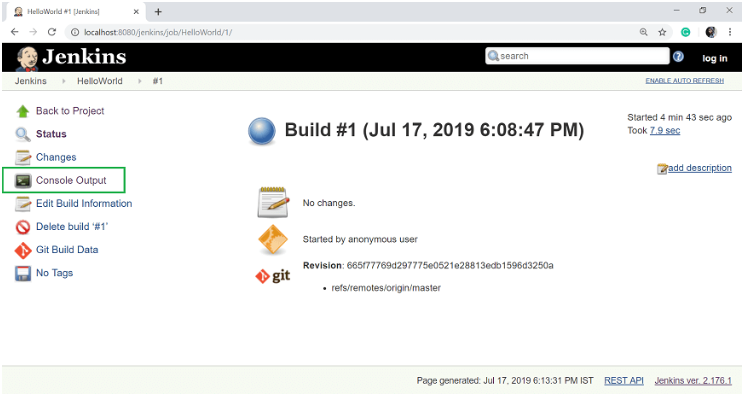 HelloWorld #1 [Jenkins]
localhost:8080/jenkins/job/HelloWorld/1/
Jenkins
search
log in
Jenkins HelloWorld #1
ENABLE AUTO REFRESH
Back to Project
Status
Changes
Console Output
Edit Build Information
Delete build ‘#1’
Git Build Data
No Tags
Build #1 (Jul 17, 2019 6:08:47 PM)
Started 4 min 43 sec ago
Took 7.9 sec
add description
No changes.
Started by anonymous user
git
Revision: 665f77769d297775e0521e28813edb1596d3250a
• refs/remotes/origin/master
Page generated: Jul 17, 2019 6:13:31 PM IST REST API Jenkins ver. 2.176.1